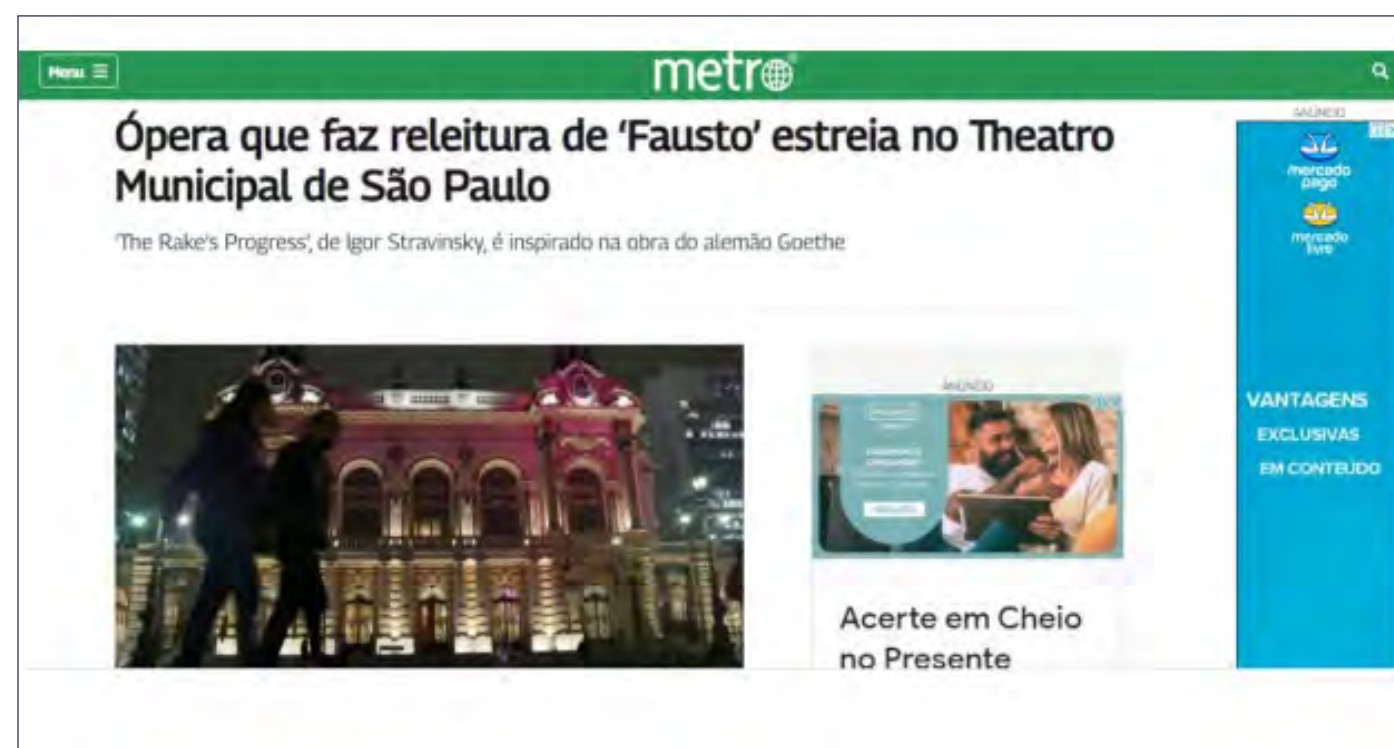 Menu
metro
Ópera que faz releitura de ‘Fausto’ estreia no Theatro
Municipal de São Paulo
‘The Rake's Progress’, de Igor Stravinsky, é inspirado na obra do alemão Goethe
ANÚNCIO
mercado
pago
mercado
livre
VANTAGENS
EXCLUSIVAS
EM CONTEÚDO
ANÚNCIO
Acerte em Cheio
no Presente